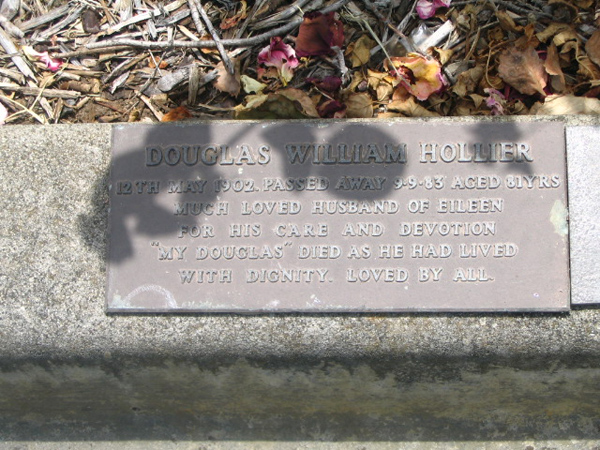 DOUGLAS WILLIAM HOLLIER
12TH MAY 1902. PASSED AWAY 9·9·83 AGED 81YRS
MUCH LOVED HUSBAND OF EILEEN
FOR HIS CARE AND DEVOTION
"MY DOUGLAS" DIED AS HE HAD LIVED
WITH DIGNITY. LOVED BY ALL.